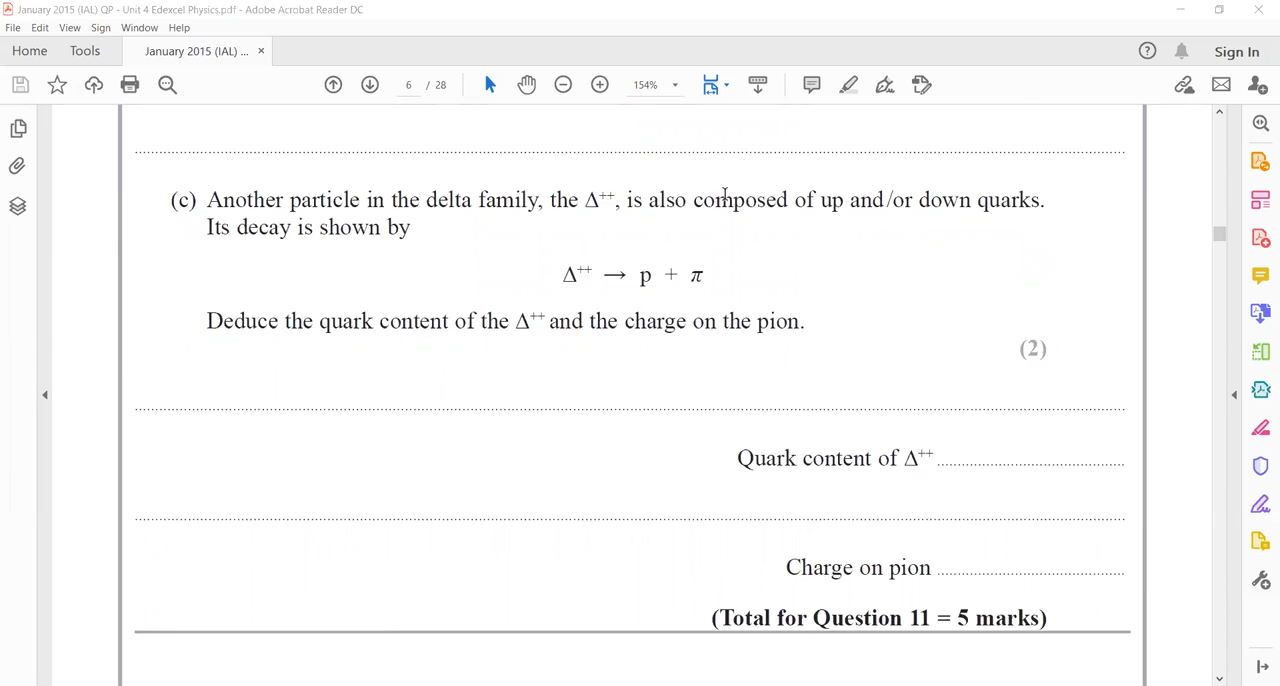 January 2015 (IAL) QP - Unit 4 Edexcel Physics.pdf - Adobe Acrobat Reader DC
File Edit View Sign Window Help
Home Tools January 2015 (IAL) ... × Sign In
6 / 28 154%
(c) Another particle in the delta family, the Δ⁺⁺, is also composed of up and/or down quarks.
Its decay is shown by
Δ⁺⁺ → p + π
Deduce the quark content of the Δ⁺⁺ and the charge on the pion.
(2)
Quark content of Δ⁺⁺
Charge on pion
(Total for Question 11 = 5 marks)